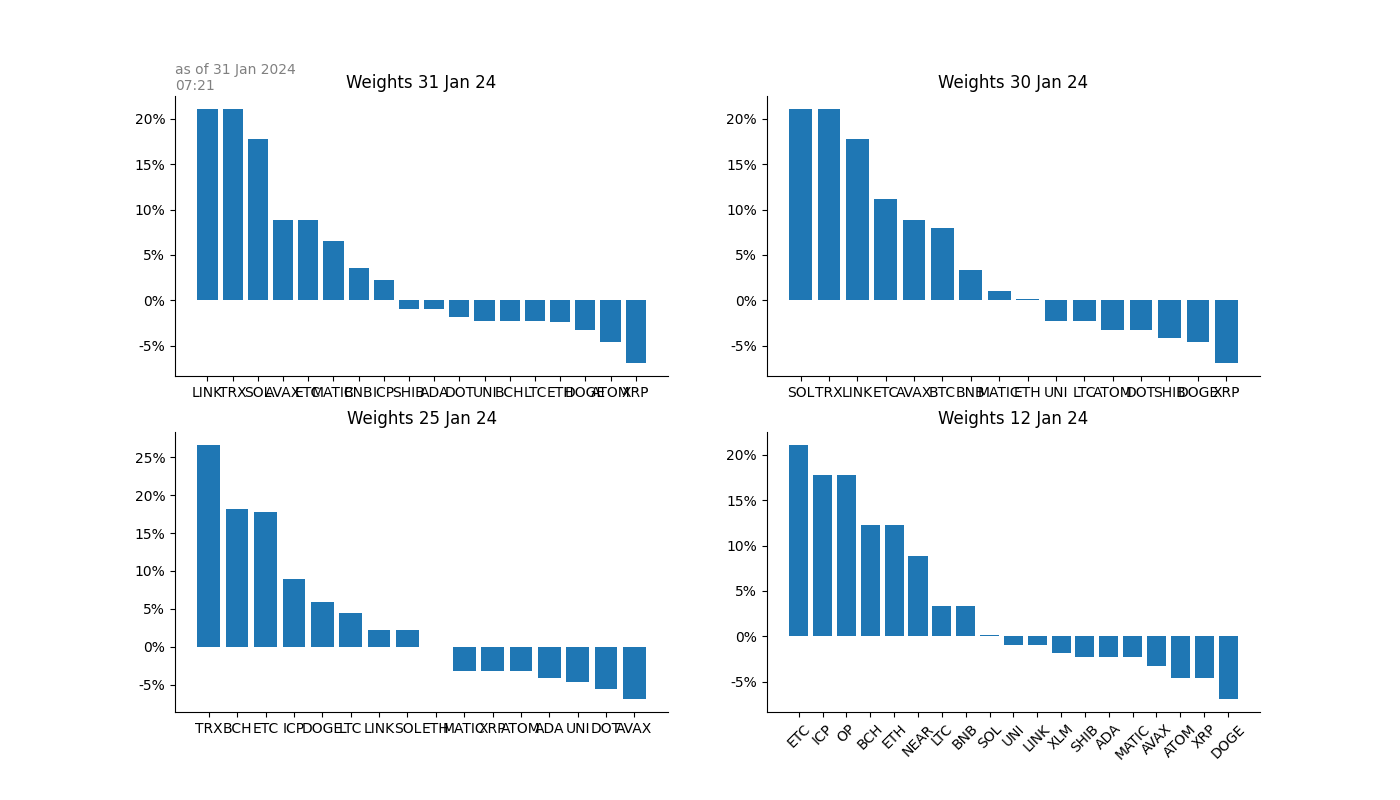 as of 31 Jan 2024
07:21
Weights 31 Jan 24
20%
15%
10%
5%
0%
-5%
LINK TRX SOL AVAX ETC MATIC BNB ICP SHIB ADA DOT UNI BCH LTC ETH DOGE ATOM XRP
Weights 30 Jan 24
20%
15%
10%
5%
0%
-5%
SOL TRX LINK ETC AVAX BTC BNB MATIC ETH UNI LTC ATOM DOT SHIB DOGE XRP
Weights 25 Jan 24
25%
20%
15%
10%
5%
0%
-5%
TRX BCH ETC ICP DOGE LTC LINK SOL ETH MATIC XRP ATOM ADA UNI DOT AVAX
Weights 12 Jan 24
20%
15%
10%
5%
0%
-5%
ETC ICP OP BCH ETH NEAR LTC BNB SOL UNI LINK XLM SHIB ADA MATIC AVAX ATOM XRP DOGE